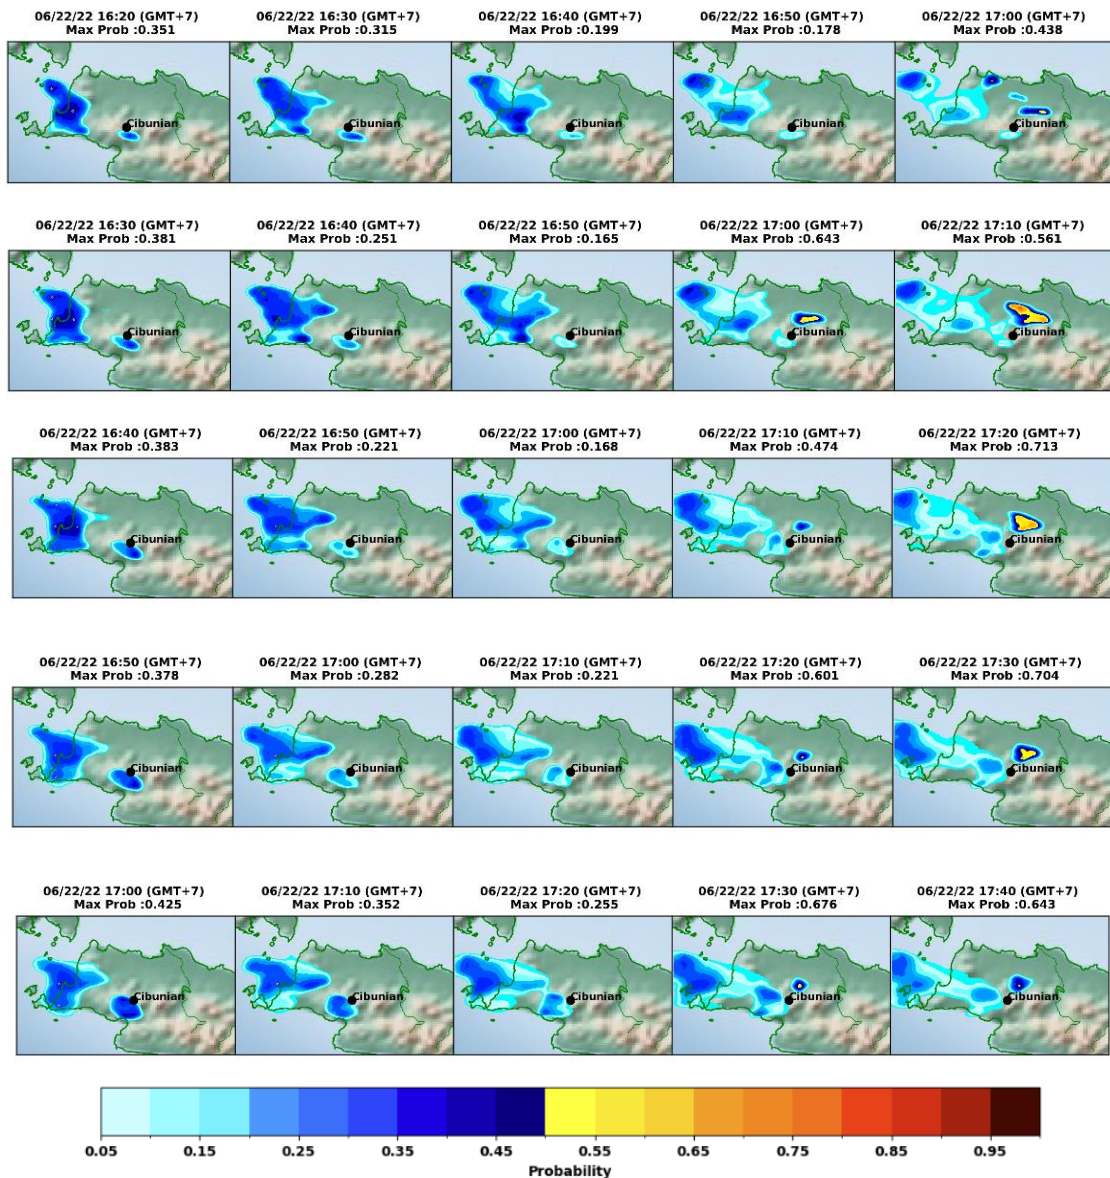 06/22/22 16:20 (GMT+7) 06/22/22 16:30 (GMT+7) 06/22/22 16:40 (GMT+7) 06/22/22 16:50 (GMT+7) 06/22/22 17:00 (GMT+7)
Max Prob :0.351 Max Prob :0.315 Max Prob :0.199 Max Prob :0.178 Max Prob :0.438
Cibunian Cibunian Cibunian Cibunian Cibunian
06/22/22 16:30 (GMT+7) 06/22/22 16:40 (GMT+7) 06/22/22 16:50 (GMT+7) 06/22/22 17:00 (GMT+7) 06/22/22 17:10 (GMT+7)
Max Prob :0.381 Max Prob :0.251 Max Prob :0.165 Max Prob :0.643 Max Prob :0.561
Cibunian Cibunian Cibunian Cibunian Cibunian
06/22/22 16:40 (GMT+7) 06/22/22 16:50 (GMT+7) 06/22/22 17:00 (GMT+7) 06/22/22 17:10 (GMT+7) 06/22/22 17:20 (GMT+7)
Max Prob :0.383 Max Prob :0.221 Max Prob :0.168 Max Prob :0.474 Max Prob :0.713
Cibunian Cibunian Cibunian Cibunian Cibunian
06/22/22 16:50 (GMT+7) 06/22/22 17:00 (GMT+7) 06/22/22 17:10 (GMT+7) 06/22/22 17:20 (GMT+7) 06/22/22 17:30 (GMT+7)
Max Prob :0.378 Max Prob :0.282 Max Prob :0.221 Max Prob :0.601 Max Prob :0.704
Cibunian Cibunian Cibunian Cibunian Cibunian
06/22/22 17:00 (GMT+7) 06/22/22 17:10 (GMT+7) 06/22/22 17:20 (GMT+7) 06/22/22 17:30 (GMT+7) 06/22/22 17:40 (GMT+7)
Max Prob :0.425 Max Prob :0.352 Max Prob :0.255 Max Prob :0.676 Max Prob :0.643
Cibunian Cibunian Cibunian Cibunian Cibunian
0.05 0.15 0.25 0.35 0.45 0.55 0.65 0.75 0.85 0.95
Probability